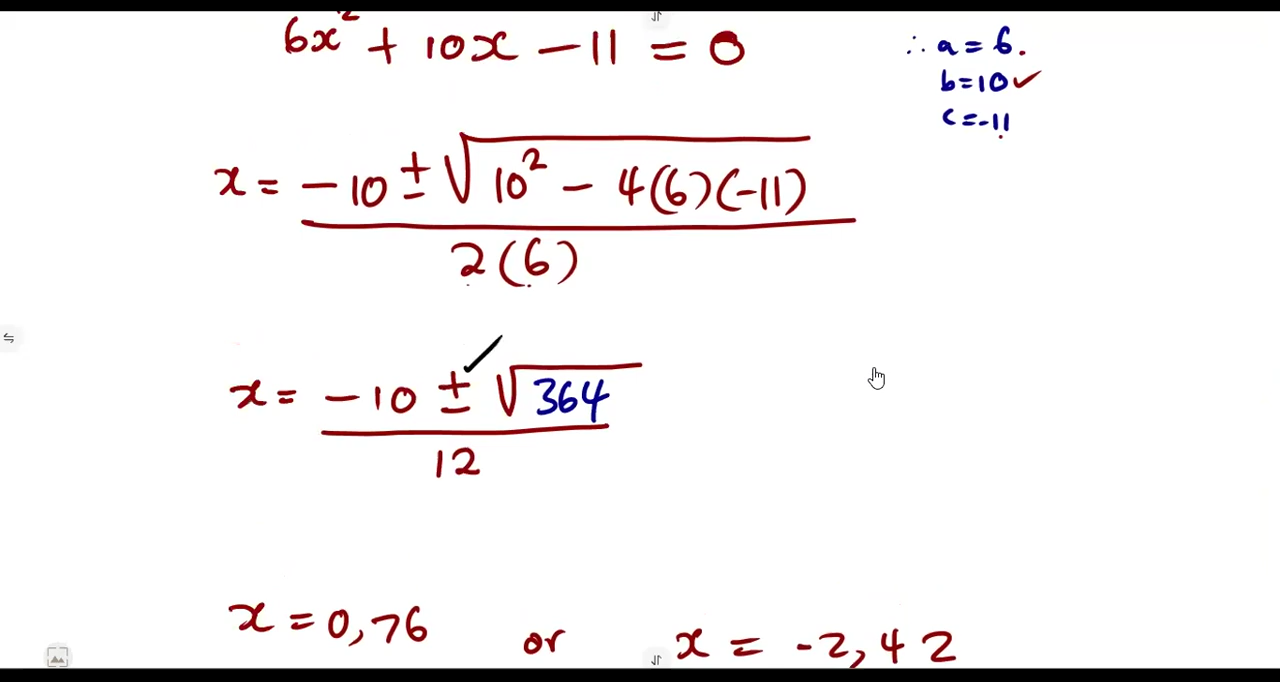 6x² + 10x - 11 = 0
∴ a = 6.
b = 10 ✓
c = -11
x = -10 ± √10² - 4(6)(-11)
2(6)
x = -10 ± √364
12
x = 0,76 or x = -2,42